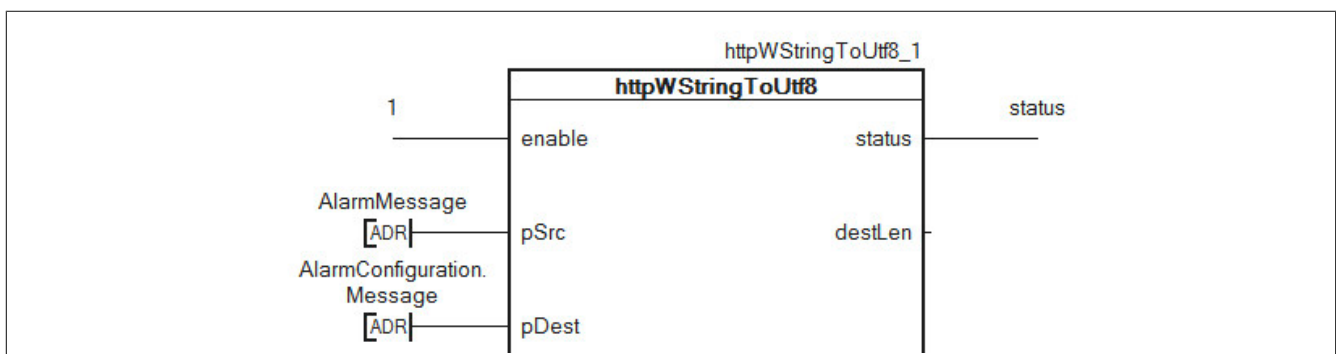 httpWStringToUtf8_1
httpWStringToUtf8
1
status
enable
status
AlarmMessage
ADR
pSrc
destLen
AlarmConfiguration.
Message
ADR
pDest